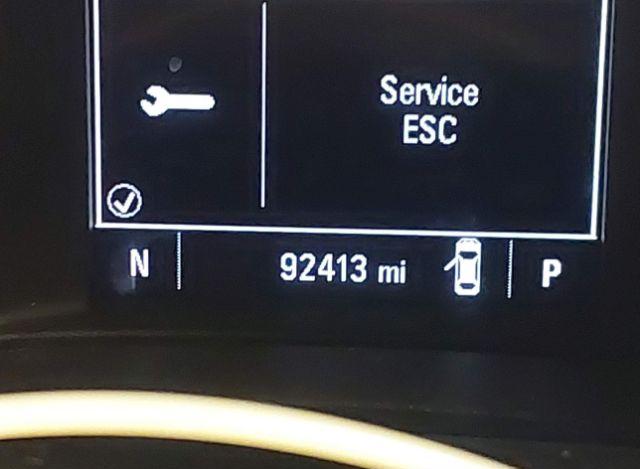 Service
ESC
N
92413 mi
P